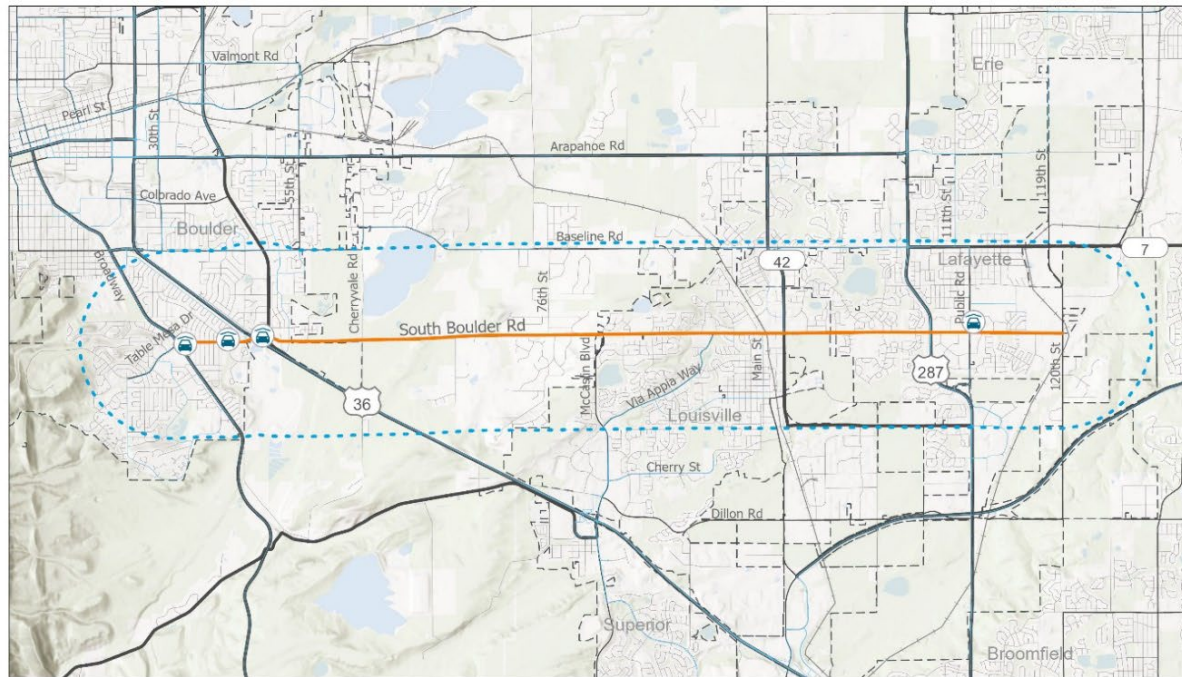 Erie
Valmont Rd
Pearl St
30th St
Arapahoe Rd
55th St
119th St
Colorado Ave
111th St
Boulder
Baseline Rd
7
Broadway
Lafayette
42
Cherryvale Rd
76th St
Public Rd
South Boulder Rd
Table Mesa Dr
McCaslin Blvd
Main St
120th St
287
Via Appia Way
36
Louisville
Cherry St
Dillon Rd
Superior
Broomfield